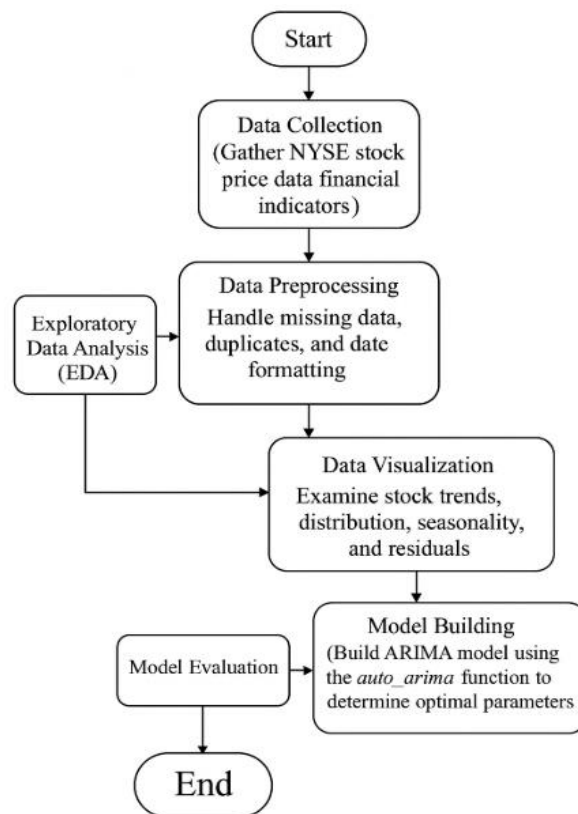 Start
Data Collection
(Gather NYSE stock
price data financial
indicators)
Data Preprocessing
Handle missing data,
duplicates, and date
formatting
Exploratory
Data Analysis
(EDA)
Data Visualization
Examine stock trends,
distribution, seasonality,
and residuals
Model Building
(Build ARIMA model using
the auto_arima function to
determine optimal parameters
Model Evaluation
End